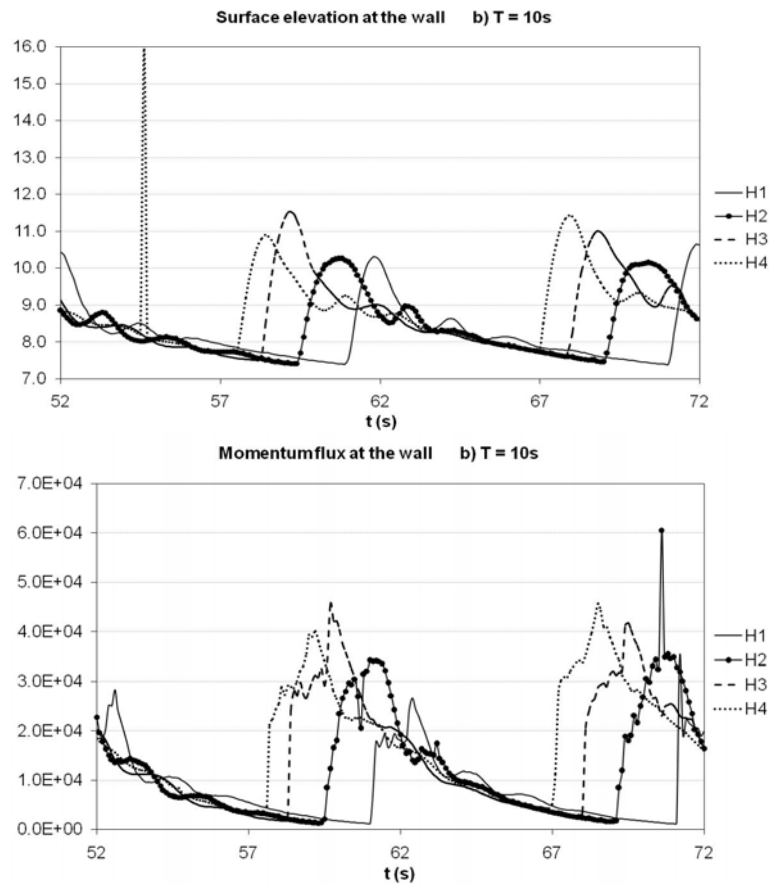 Surface elevation at the wall b) T = 10s
16.0
15.0
14.0
13.0
12.0
11.0
10.0
9.0
8.0
7.0
52 57 62 67 72
t (s)
H1
H2
H3
H4
Momentum flux at the wall b) T = 10s
7.0E+04
6.0E+04
5.0E+04
4.0E+04
3.0E+04
2.0E+04
1.0E+04
0.0E+00
52 57 62 67 72
t (s)
H1
H2
H3
H4